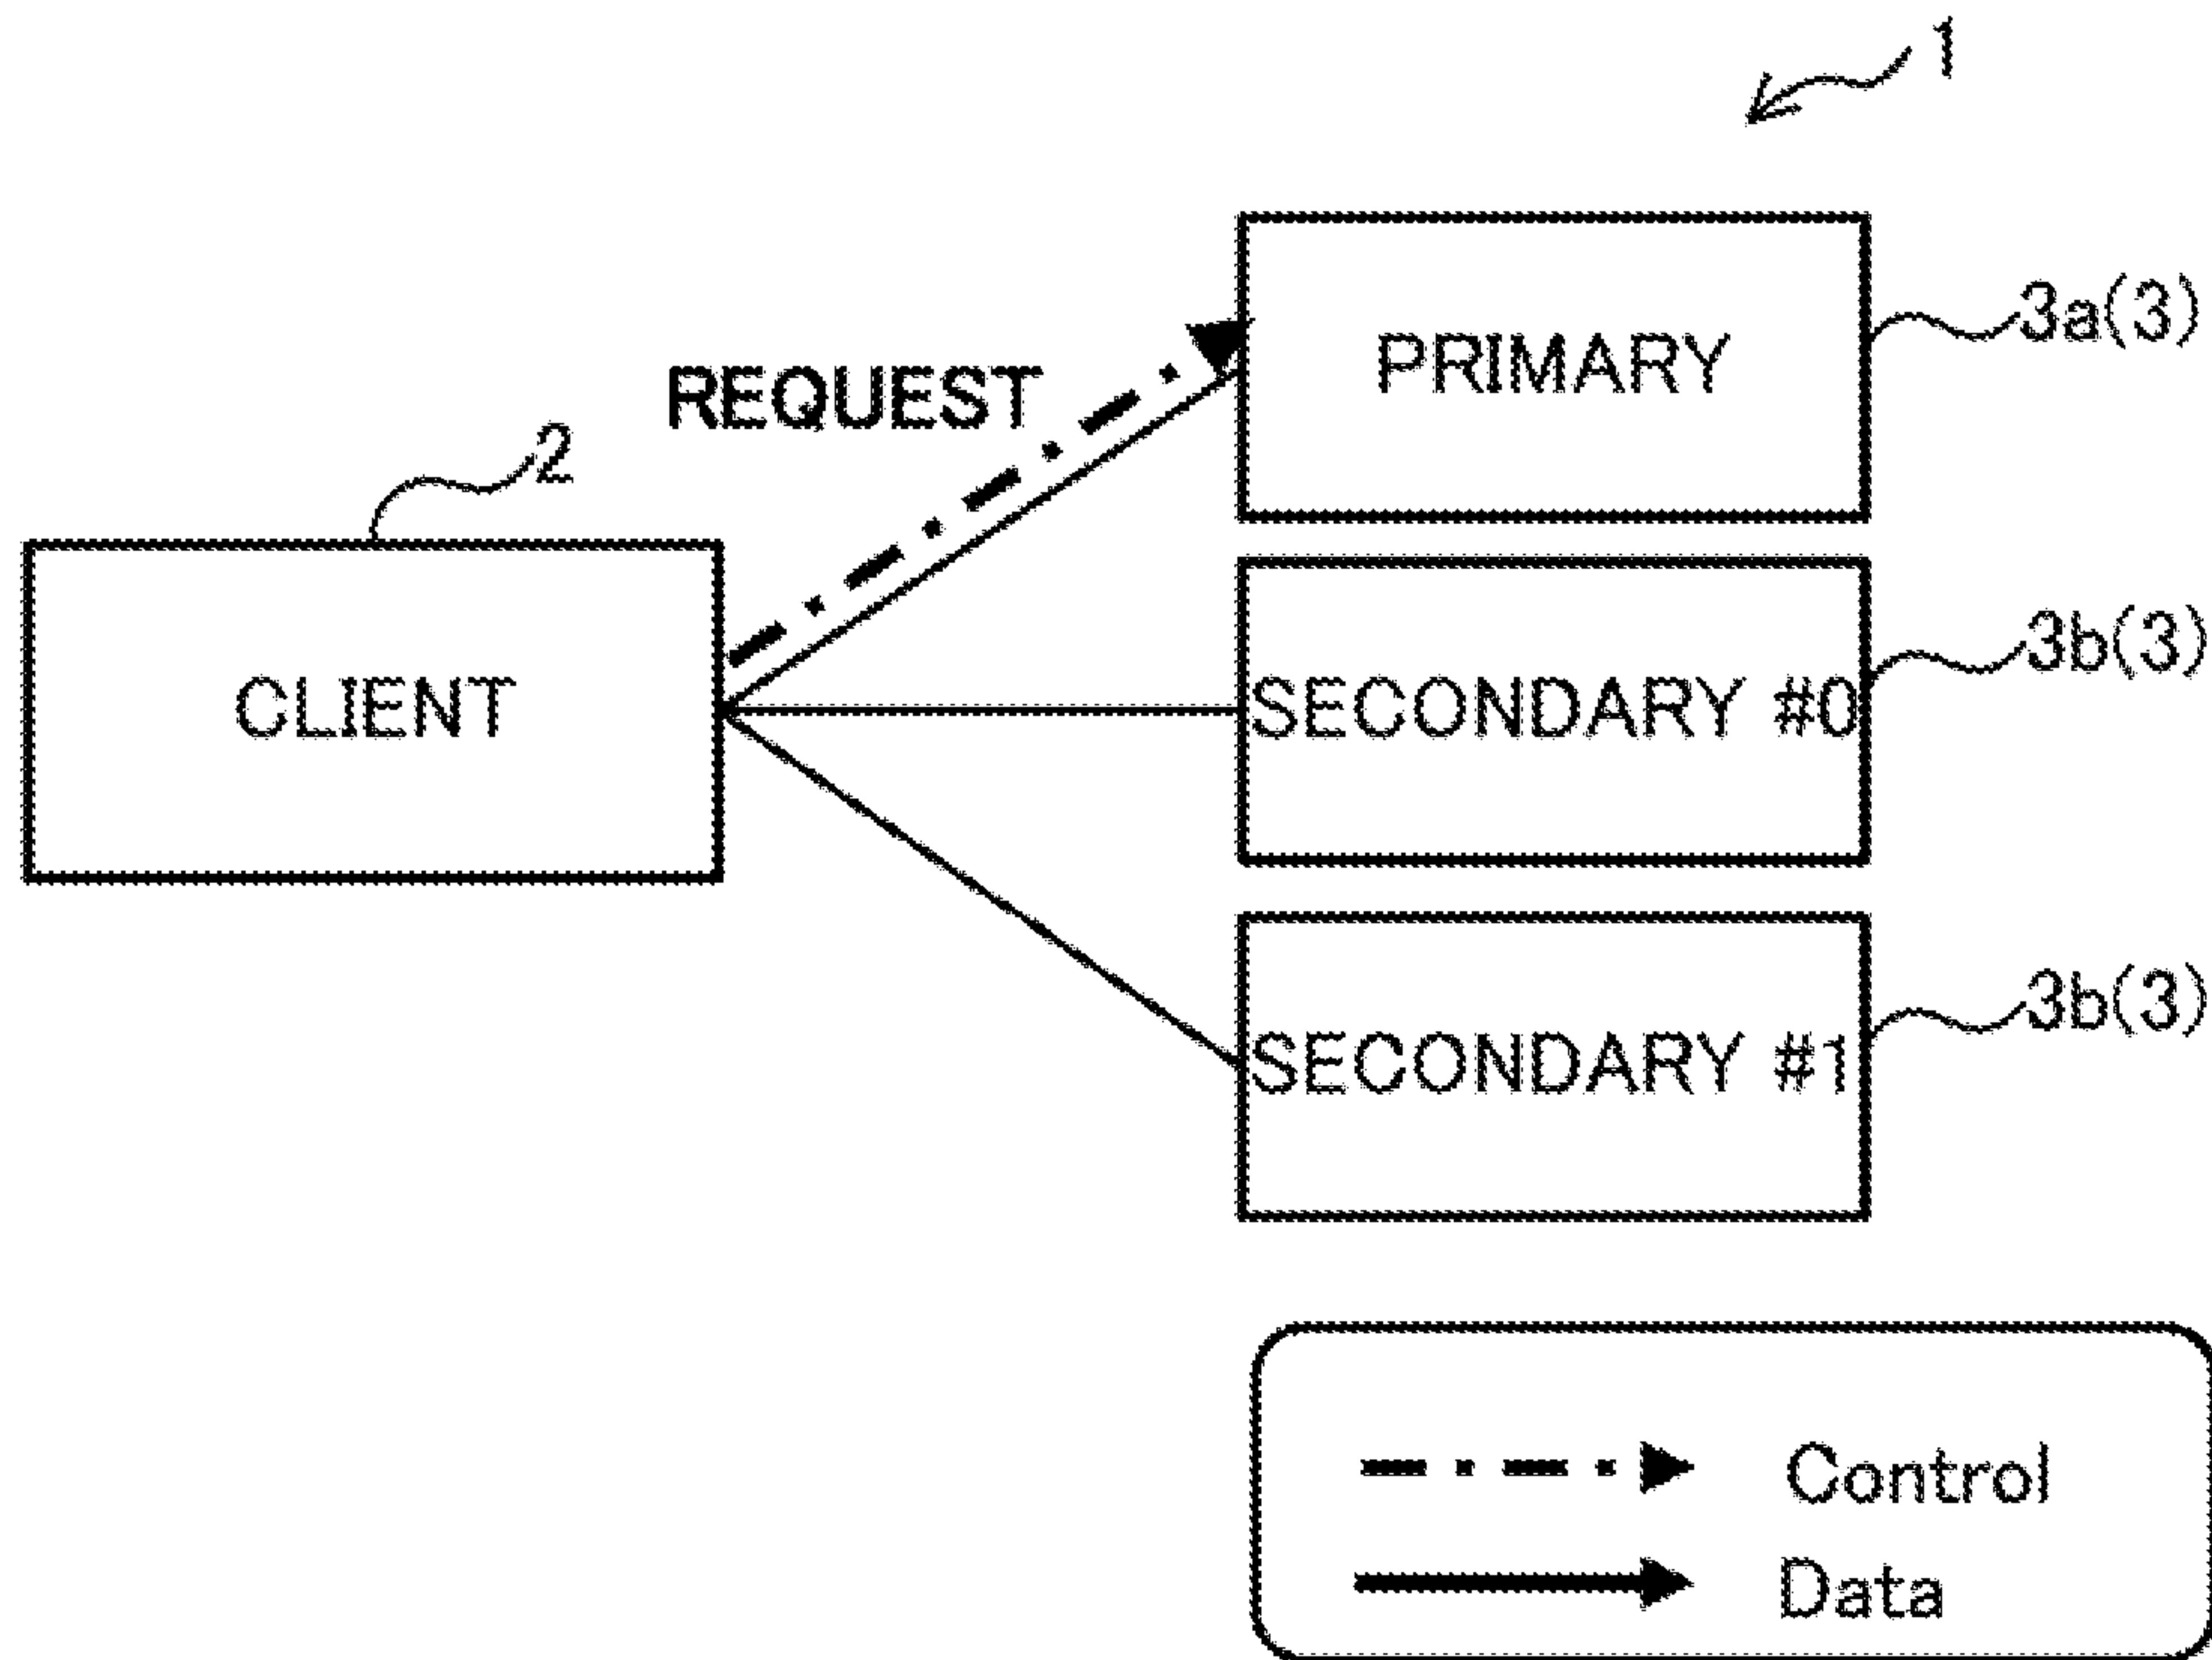 1
3a(3)
PRIMARY
REQUEST
2
3b(3)
CLIENT
SECONDARY #0
3b(3)
SECONDARY #1
Control
Data